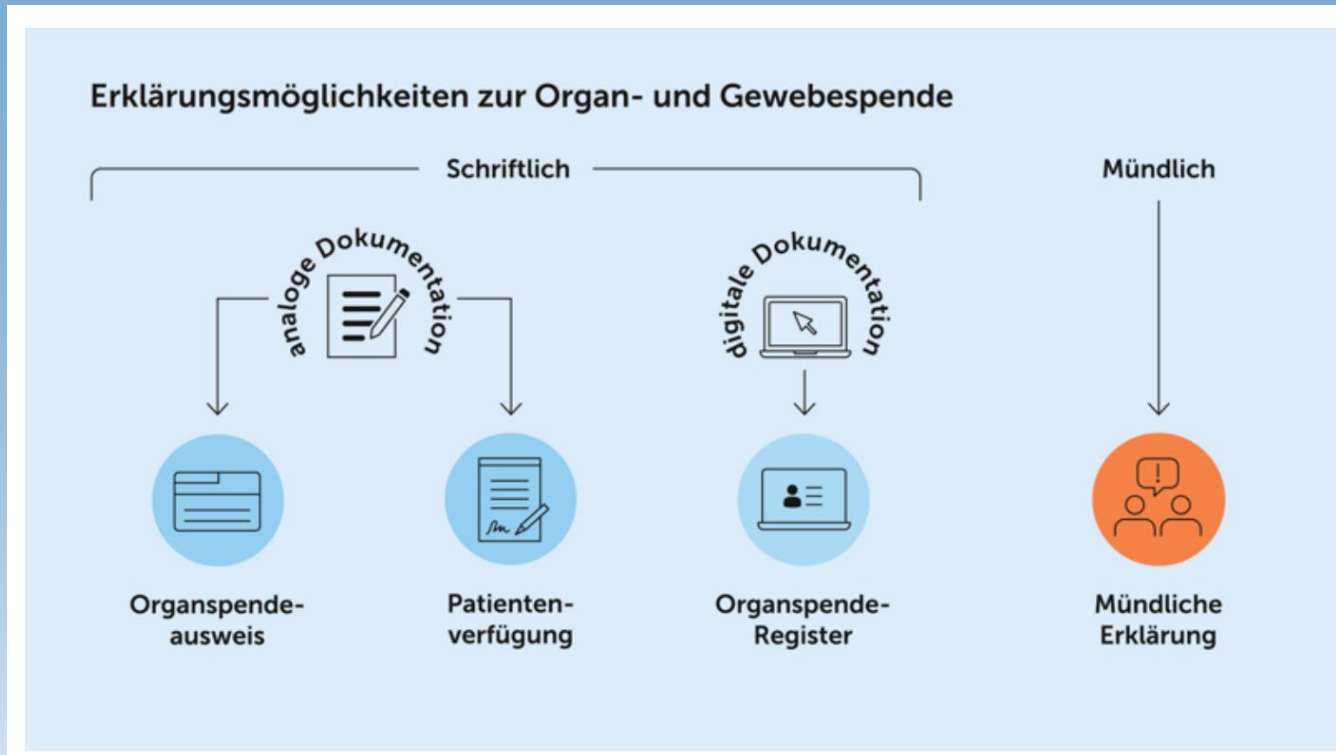 Erklärungsmöglichkeiten zur Organ- und Gewebespende
Schriftlich
Mündlich
analoge Dokumentation
digitale Dokumentation
Organspende-
ausweis
Patienten-
verfügung
Organspende-
Register
Mündliche
Erklärung